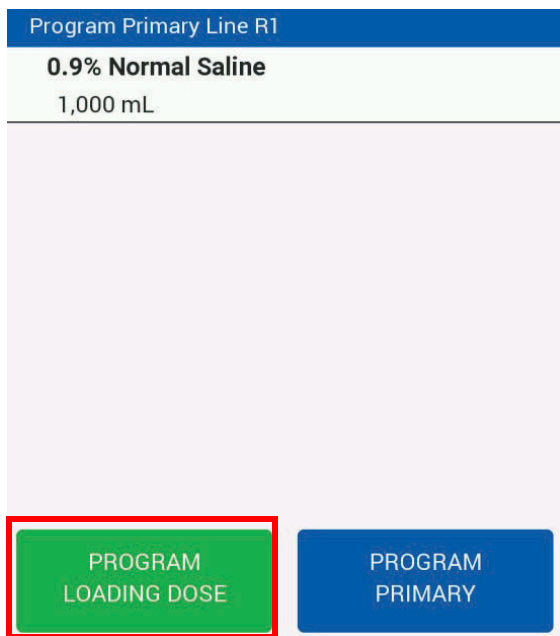 Program Primary Line R1
0.9% Normal Saline
1,000 mL
PROGRAM
LOADING DOSE
PROGRAM
PRIMARY